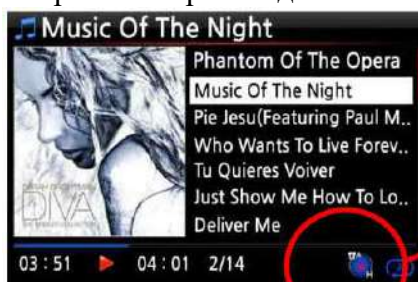 Music Of The Night
Phantom Of The Opera
Music Of The Night
Pie Jesu(Featuring Paul M..
Who Wants To Live Forev..
Tu Quieres Voiver
Just Show Me How To Lo..
Deliver Me
DIVA
03 : 51 04 : 01 2/14